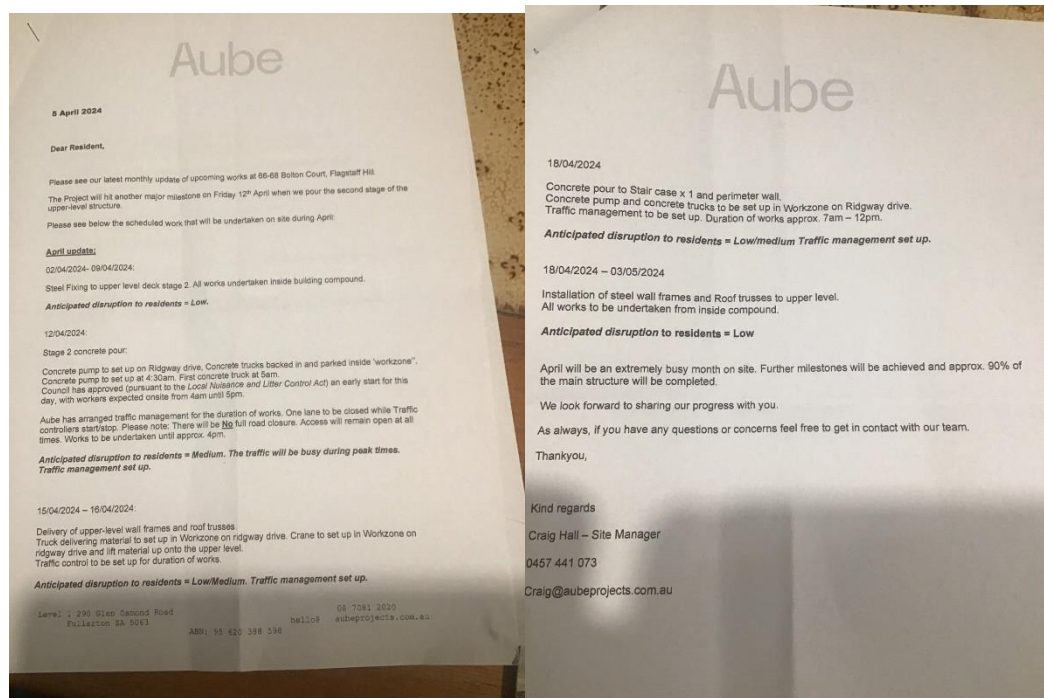 Aube
5 April 2024
Dear Resident,
Please see our latest monthly update of upcoming works at 66-68 Bolton Court, Flagstaff Hill.
The Project will hit another major milestone on Friday 12th April when we pour the second stage of the
upper-level structure.
Please see below the scheduled work that will be undertaken on site during April:
April update:
02/04/2024- 09/04/2024:
Steel Fixing to upper level deck stage 2. All works undertaken inside building compound.
Anticipated disruption to residents = Low.
12/04/2024:
Stage 2 concrete pour:
Concrete pump to set up on Ridgway drive, Concrete trucks backed in and parked inside 'workzone".
Concrete pump to set up at 4:30am. First concrete truck at 5am.
Council has approved (pursuant to the Local Nuisance and Litter Control Act) an early start for this
day, with workers expected onsite from 4am until 5pm.
Aube has arranged traffic management for the duration of works. One lane to be closed while Traffic
controllers start/stop. Please note: There will be No full road closure. Access will remain open at all
times. Works to be undertaken until approx. 4pm.
Anticipated disruption to residents = Medium. The traffic will be busy during peak times.
Traffic management set up.
15/04/2024 – 16/04/2024:
Delivery of upper-level wall frames and roof trusses.
Truck delivering material to set up in Workzone on ridgway drive. Crane to set up in Workzone on
ridgway drive and lift material up onto the upper level.
Traffic control to be set up for duration of works.
Anticipated disruption to residents = Low/Medium. Traffic management set up.
Level 1 290 Glen Osmond Road
Fullarton SA 5063
ABN: 95 620 398 598
08 7081 2020
hello@ aubeprojects.com.au
Aube
18/04/2024
Concrete pour to Stair case x 1 and perimeter wall.
Concrete pump and concrete trucks to be set up in Workzone on Ridgway drive.
Traffic management to be set up. Duration of works approx. 7am – 12pm.
Anticipated disruption to residents = Low/medium Traffic management set up.
18/04/2024 – 03/05/2024
Installation of steel wall frames and Roof trusses to upper level.
All works to be undertaken from inside compound.
Anticipated disruption to residents = Low
April will be an extremely busy month on site. Further milestones will be achieved and approx. 90% of
the main structure will be completed.
We look forward to sharing our progress with you.
As always, if you have any questions or concerns feel free to get in contact with our team.
Thankyou,
Kind regards
Craig Hall – Site Manager
0457 441 073
Craig@aubeprojects.com.au